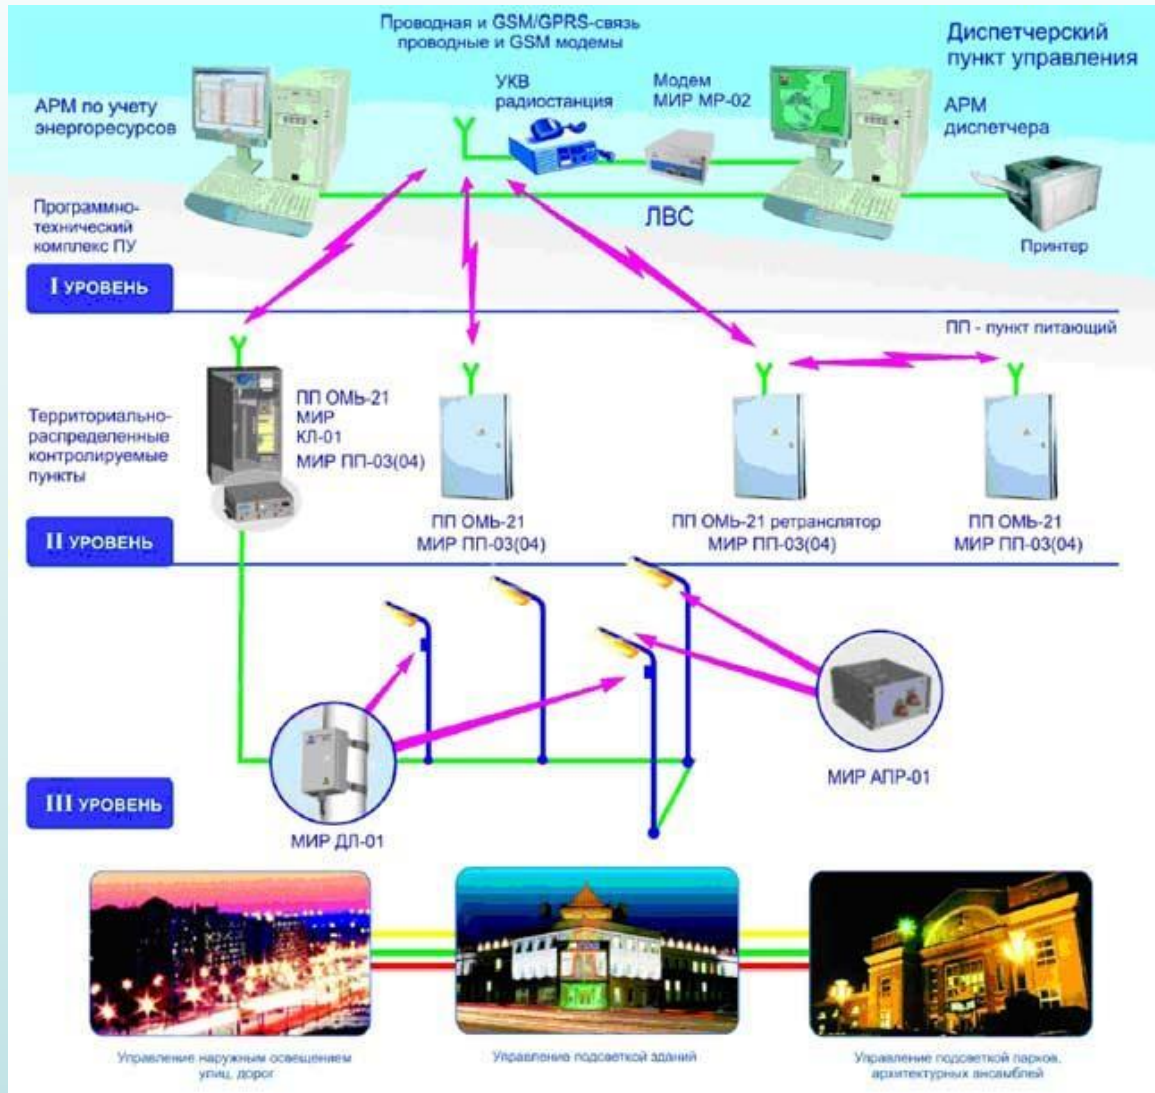 Проводная и GSM/GPRS-связь
проводные и GSM модемы
Диспетчерский
пункт управления
АРМ по учету
энергоресурсов
УКВ
радиостанция
Модем
МИР МР-02
АРМ
диспетчера
Программно-
технический
комплекс ПУ
ЛВС
Принтер
I УРОВЕНЬ
ПП - пункт питающий
Территориально-
распределенные
контролируемые
пункты
ПП ОМЬ-21
МИР
КЛ-01
МИР ПП-03(04)
ПП ОМЬ-21
МИР ПП-03(04)
ПП ОМЬ-21 ретранслятор
МИР ПП-03(04)
ПП ОМЬ-21
МИР ПП-03(04)
II УРОВЕНЬ
МИР АПР-01
III УРОВЕНЬ
МИР ДЛ-01
Управление наружным освещением
улиц, дорог
Управление подсветкой зданий
Управление подсветкой парков,
архитектурных ансамблей